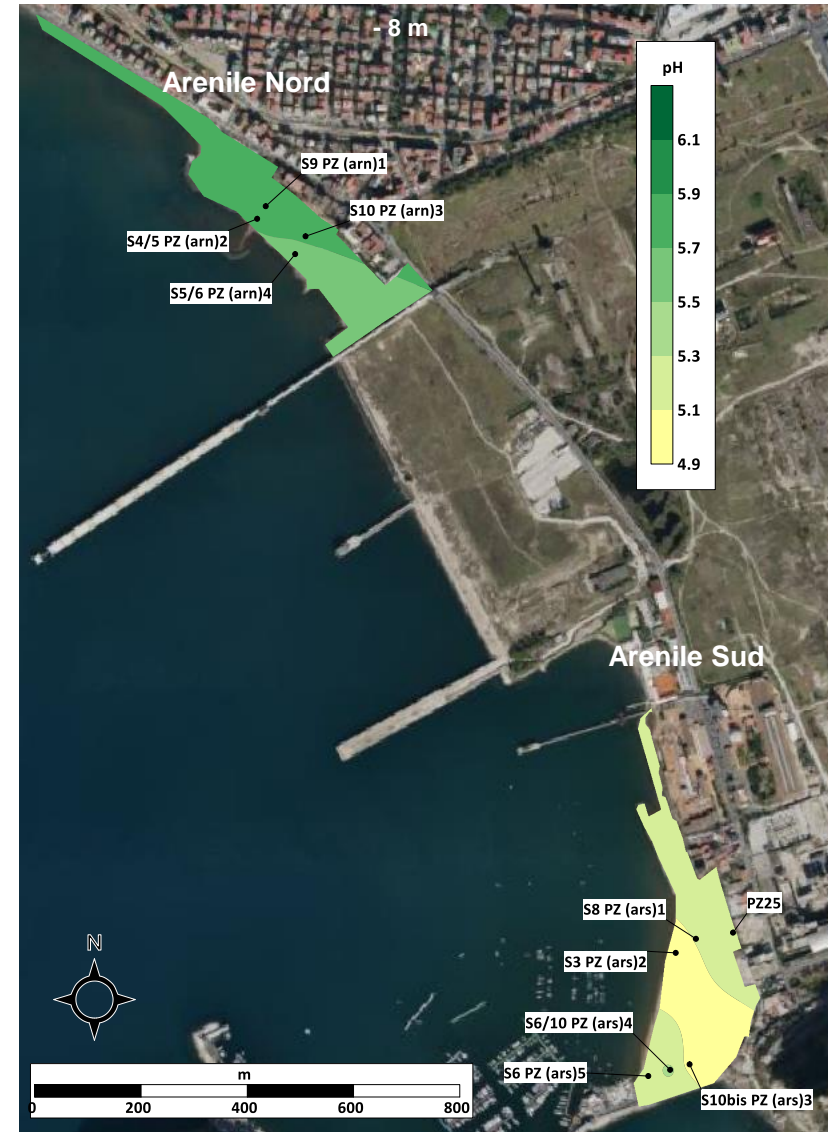 - 8 m
Arenile Nord
pH
6.1
5.9
5.7
5.5
5.3
5.1
4.9
S9 PZ (arn)1
S10 PZ (arn)3
S4/5 PZ (arn)2
S5/6 PZ (arn)4
Arenile Sud
S8 PZ (ars)1
PZ25
S3 PZ (ars)2
S6/10 PZ (ars)4
S6 PZ (ars)5
S10bis PZ (ars)3
N
m
0 200 400 600 800